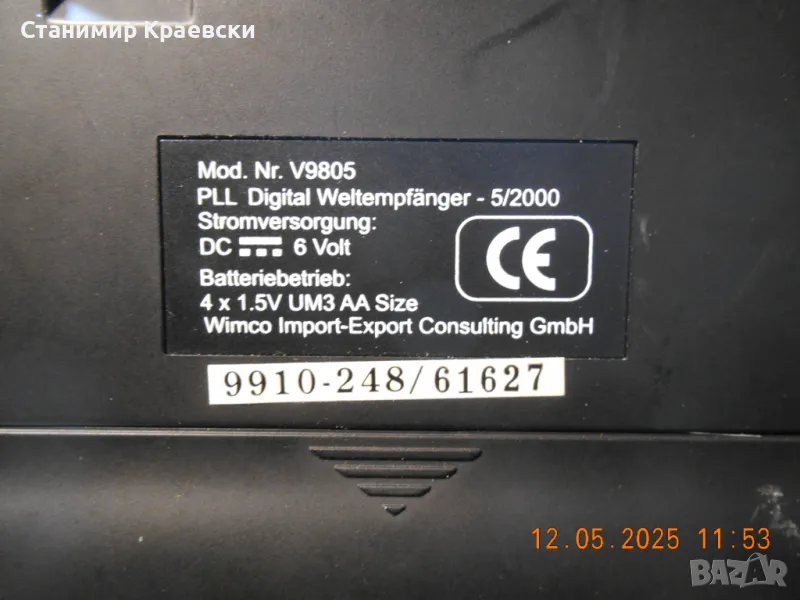 Станимир Краевски
Mod. Nr. V9805
PLL Digital Weltempfänger - 5/2000
Stromversorgung:
DC 6 Volt
CE
Batteriebetrieb:
4 x 1.5V UM3 AA Size
Wimco Import-Export Consulting GmbH
9910-248/61627
12.05.2025 11:53
BAZAR